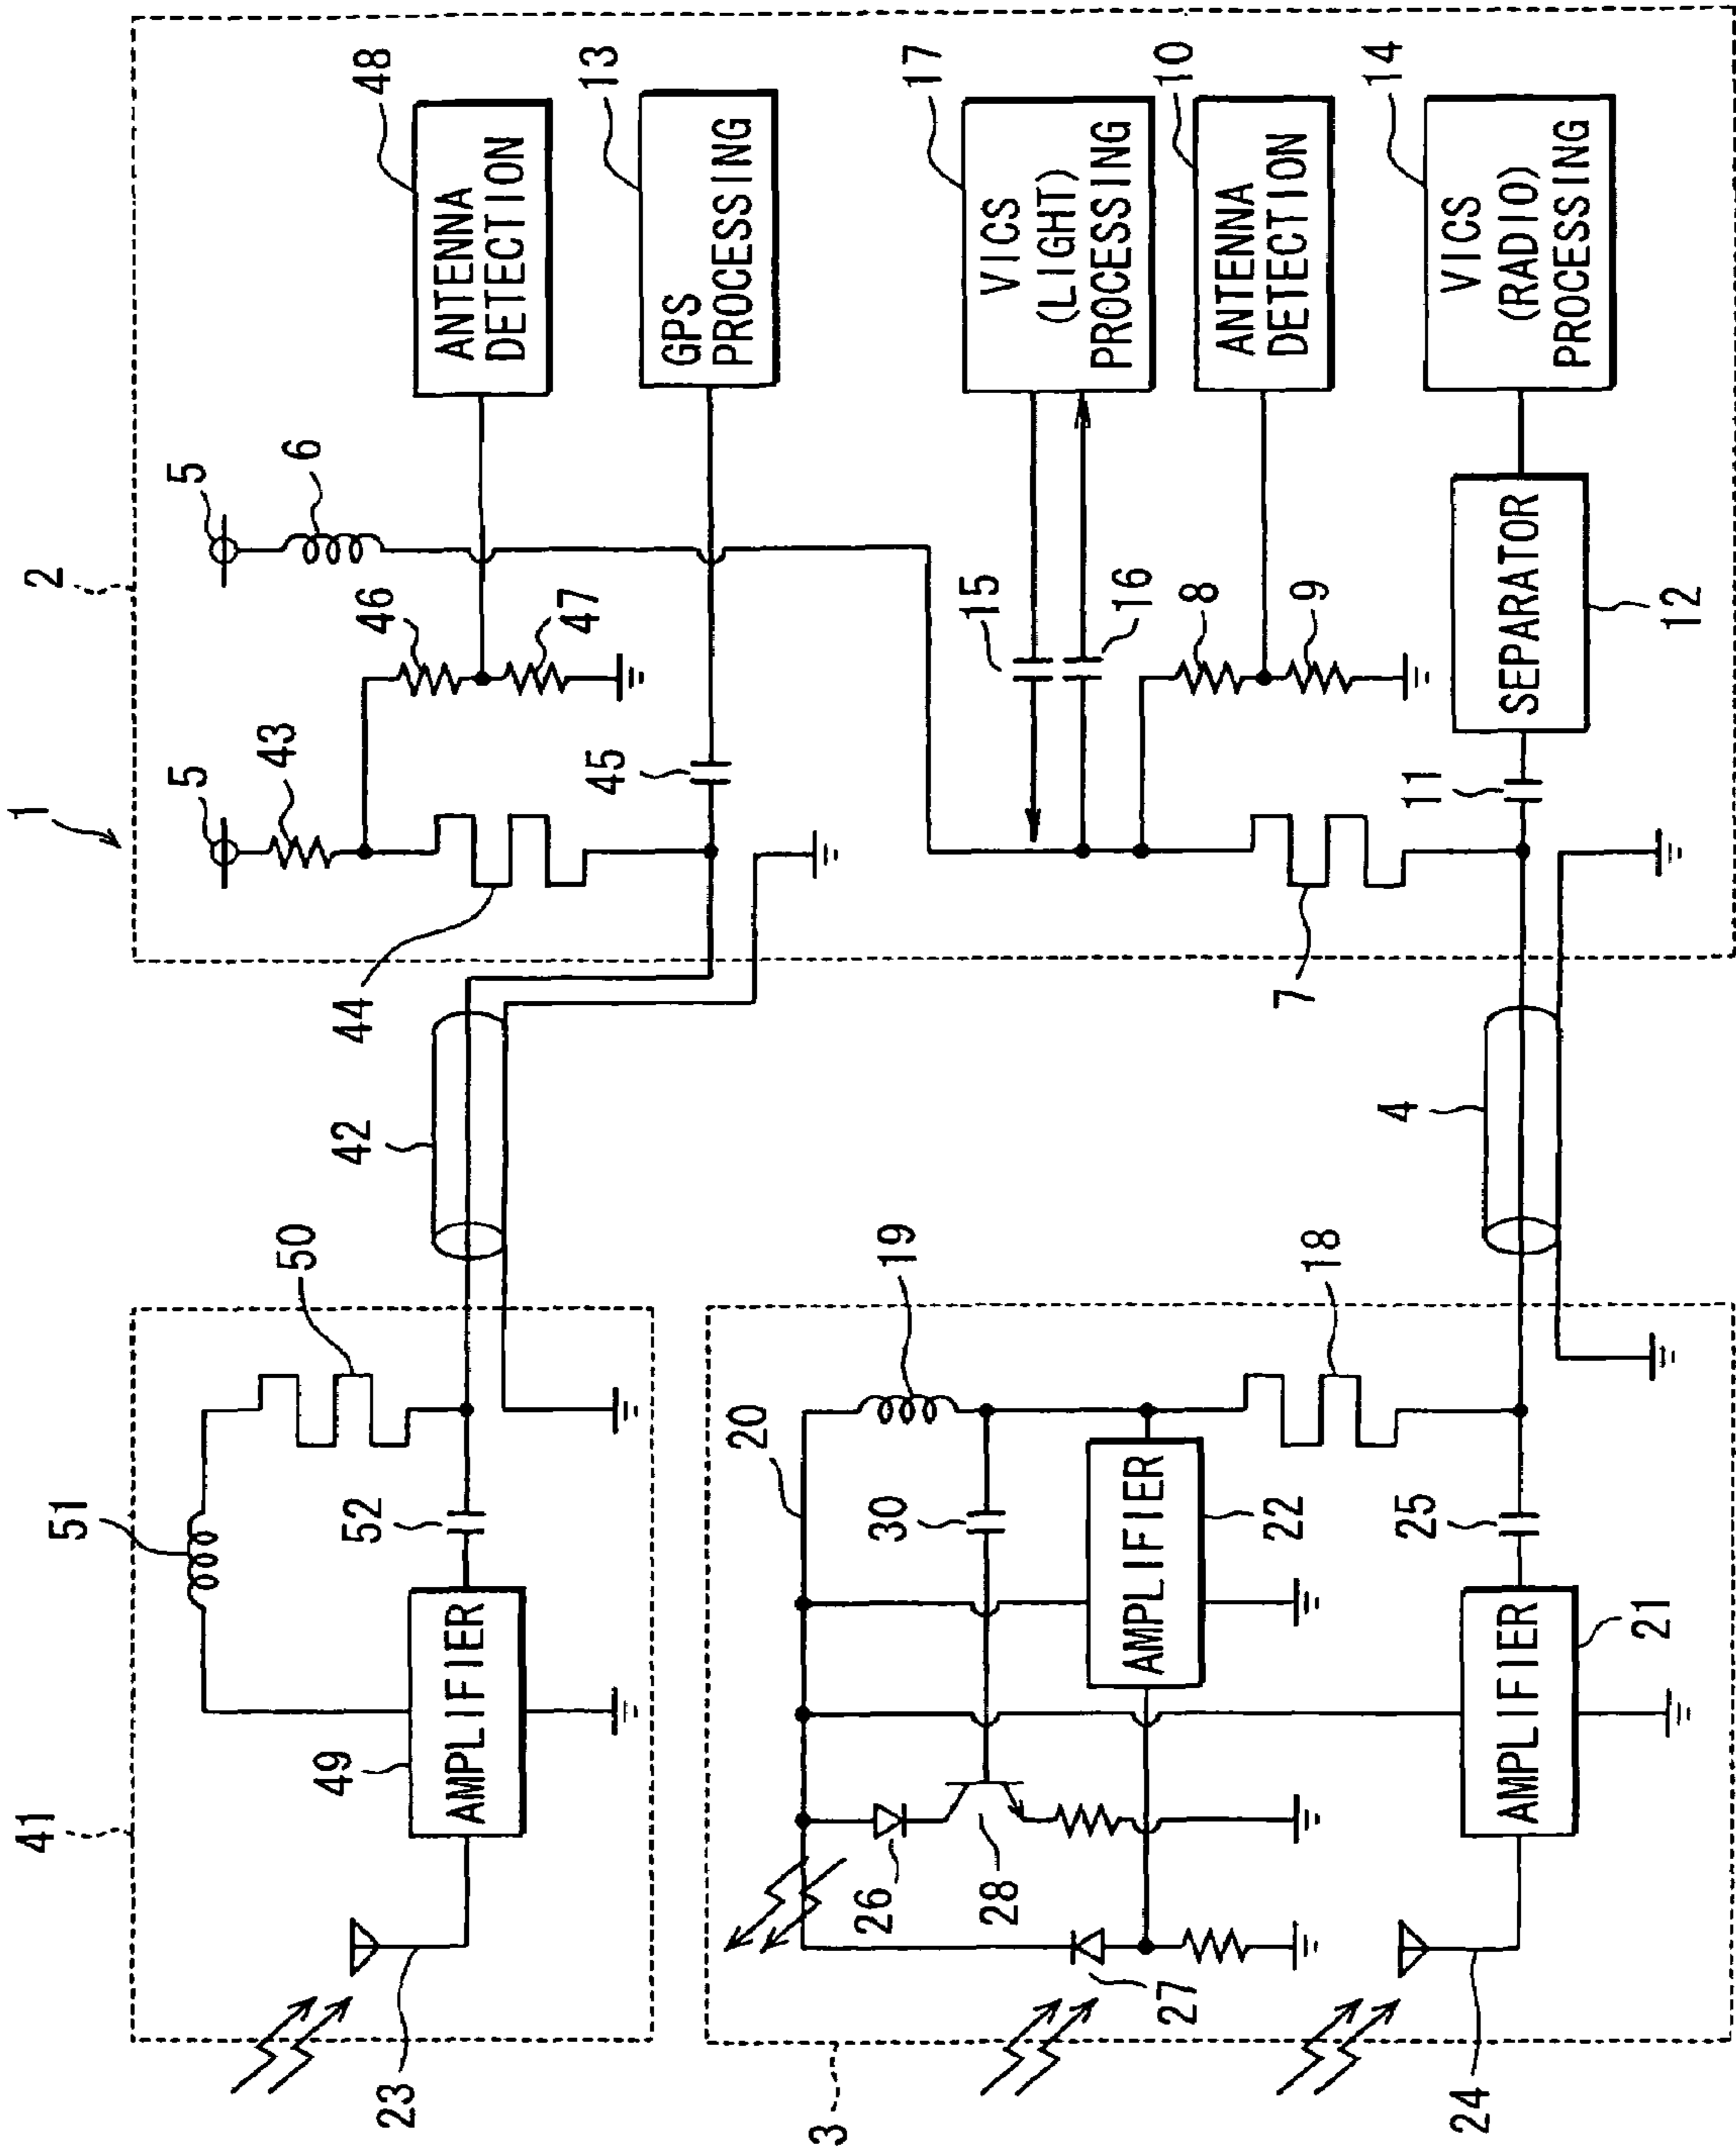 1
2
5
43
46
47
48
ANTENNA
DETECTION
5
6
13
GPS
PROCESSING
44
45
17
VICS
(LIGHT)
PROCESSING
15
16
10
ANTENNA
DETECTION
8
9
7
11
SEPARATOR
12
14
VICS
(RADIO)
PROCESSING
42
4
41
51
50
52
49
AMPLIFIER
23
3
20
19
30
18
AMPLIFIER
22
26
28
27
25
AMPLIFIER
21
24